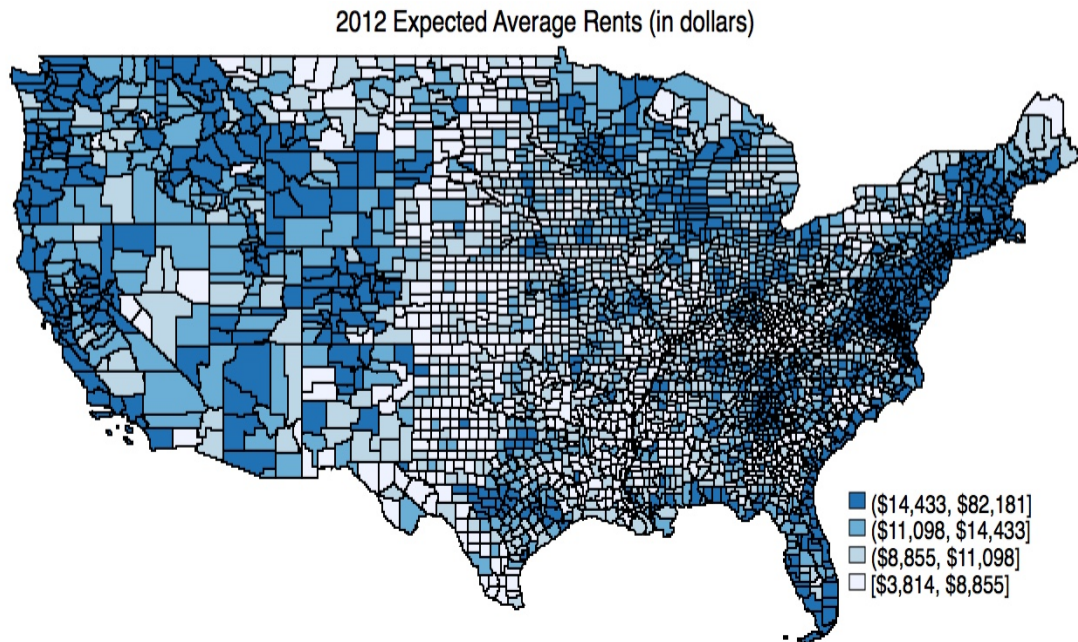 2012 Expected Average Rents (in dollars)
($14,433, $82,181]
($11,098, $14,433]
($8,855, $11,098]
[$3,814, $8,855]